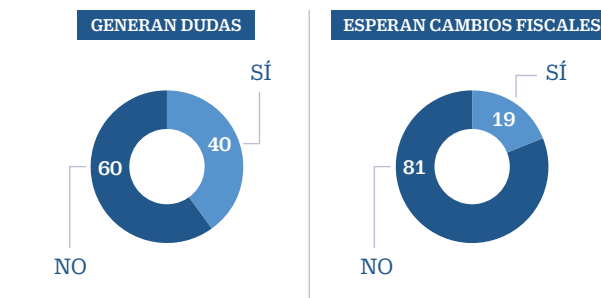 GENERAN DUDAS
SÍ
40
60
NO
ESPERAN CAMBIOS FISCALES
SÍ
19
81
NO